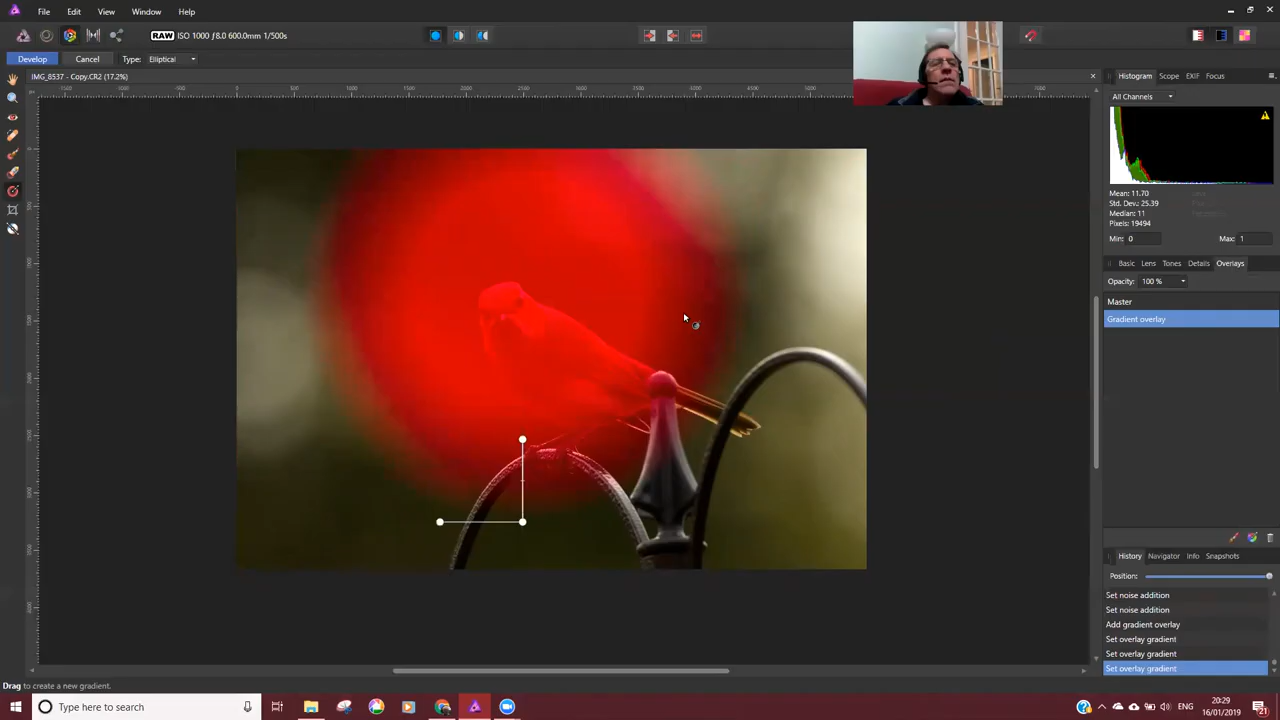 File Edit View Window Help
RAW ISO 1000 ƒ/8.0 600.0mm 1/500s
Develop Cancel Type: Elliptical
IMG_8537 - Copy.CR2 (17.2%)
Histogram Scope EXIF Focus
All Channels
Mean: 11.70
Std. Dev.: 25.39
Median: 11
Pixels: 19494
Min: 0 Max: 1
Basic Lens Tones Details Overlays
Opacity: 100 %
Master
Gradient overlay
History Navigator Info Snapshots
Position:
Set noise addition
Set noise addition
Add gradient overlay
Set overlay gradient
Set overlay gradient
Set overlay gradient
Drag to create a new gradient.
Type here to search
20:29
16/01/2019
21